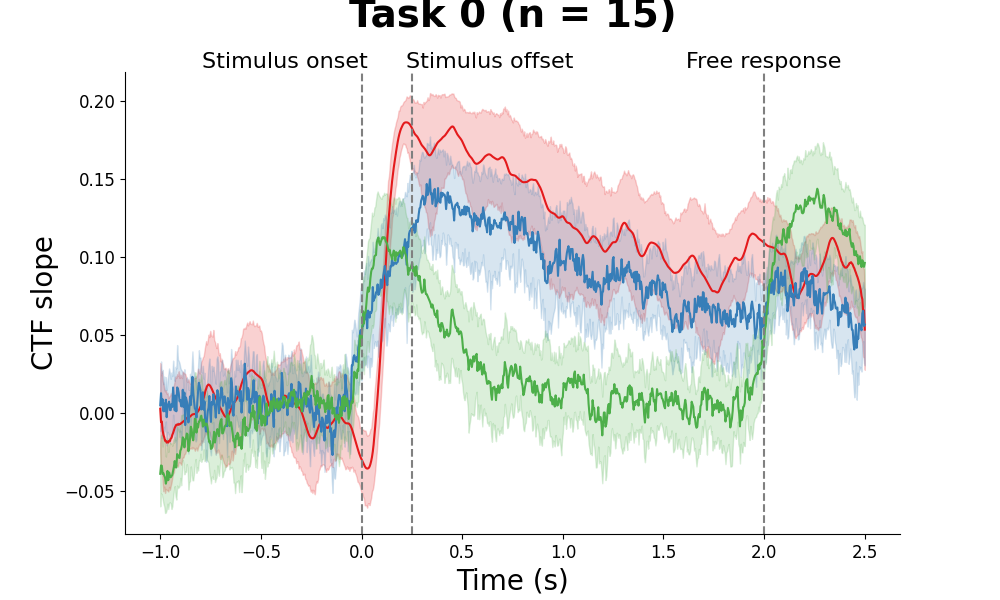 Task 0 (n = 15)
Stimulus onset Stimulus offset Free response
0.20
0.15
0.10
0.05
0.00
−0.05
CTF slope
−1.0 −0.5 0.0 0.5 1.0 1.5 2.0 2.5
Time (s)